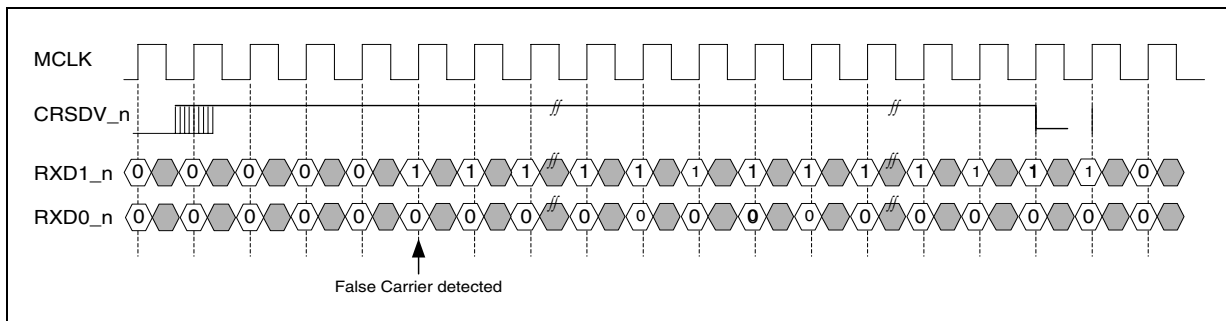 MCLK
CRSDV_n
RXD1_n 0 0 0 0 0 1 1 1 1 1 1 1 1 1 1 1 1 1 0
RXD0_n 0 0 0 0 0 0 0 0 0 0 0 0 0 0 0 0 0 0 0
False Carrier detected